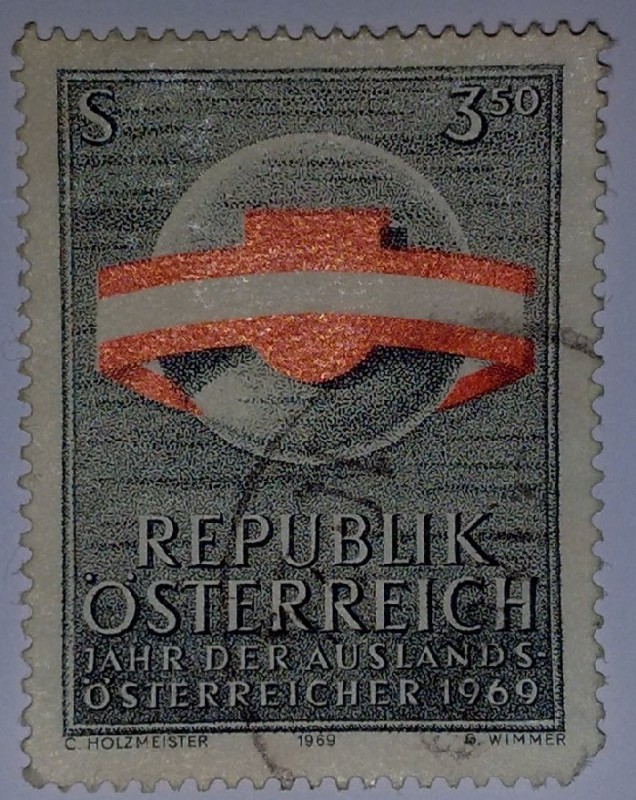 S 3.50
REPUBLIK
ÖSTERREICH
JAHR DER AUSLANDS-
ÖSTERREICHER 1969
C. HOLZMEISTER 1969 G. WIMMER